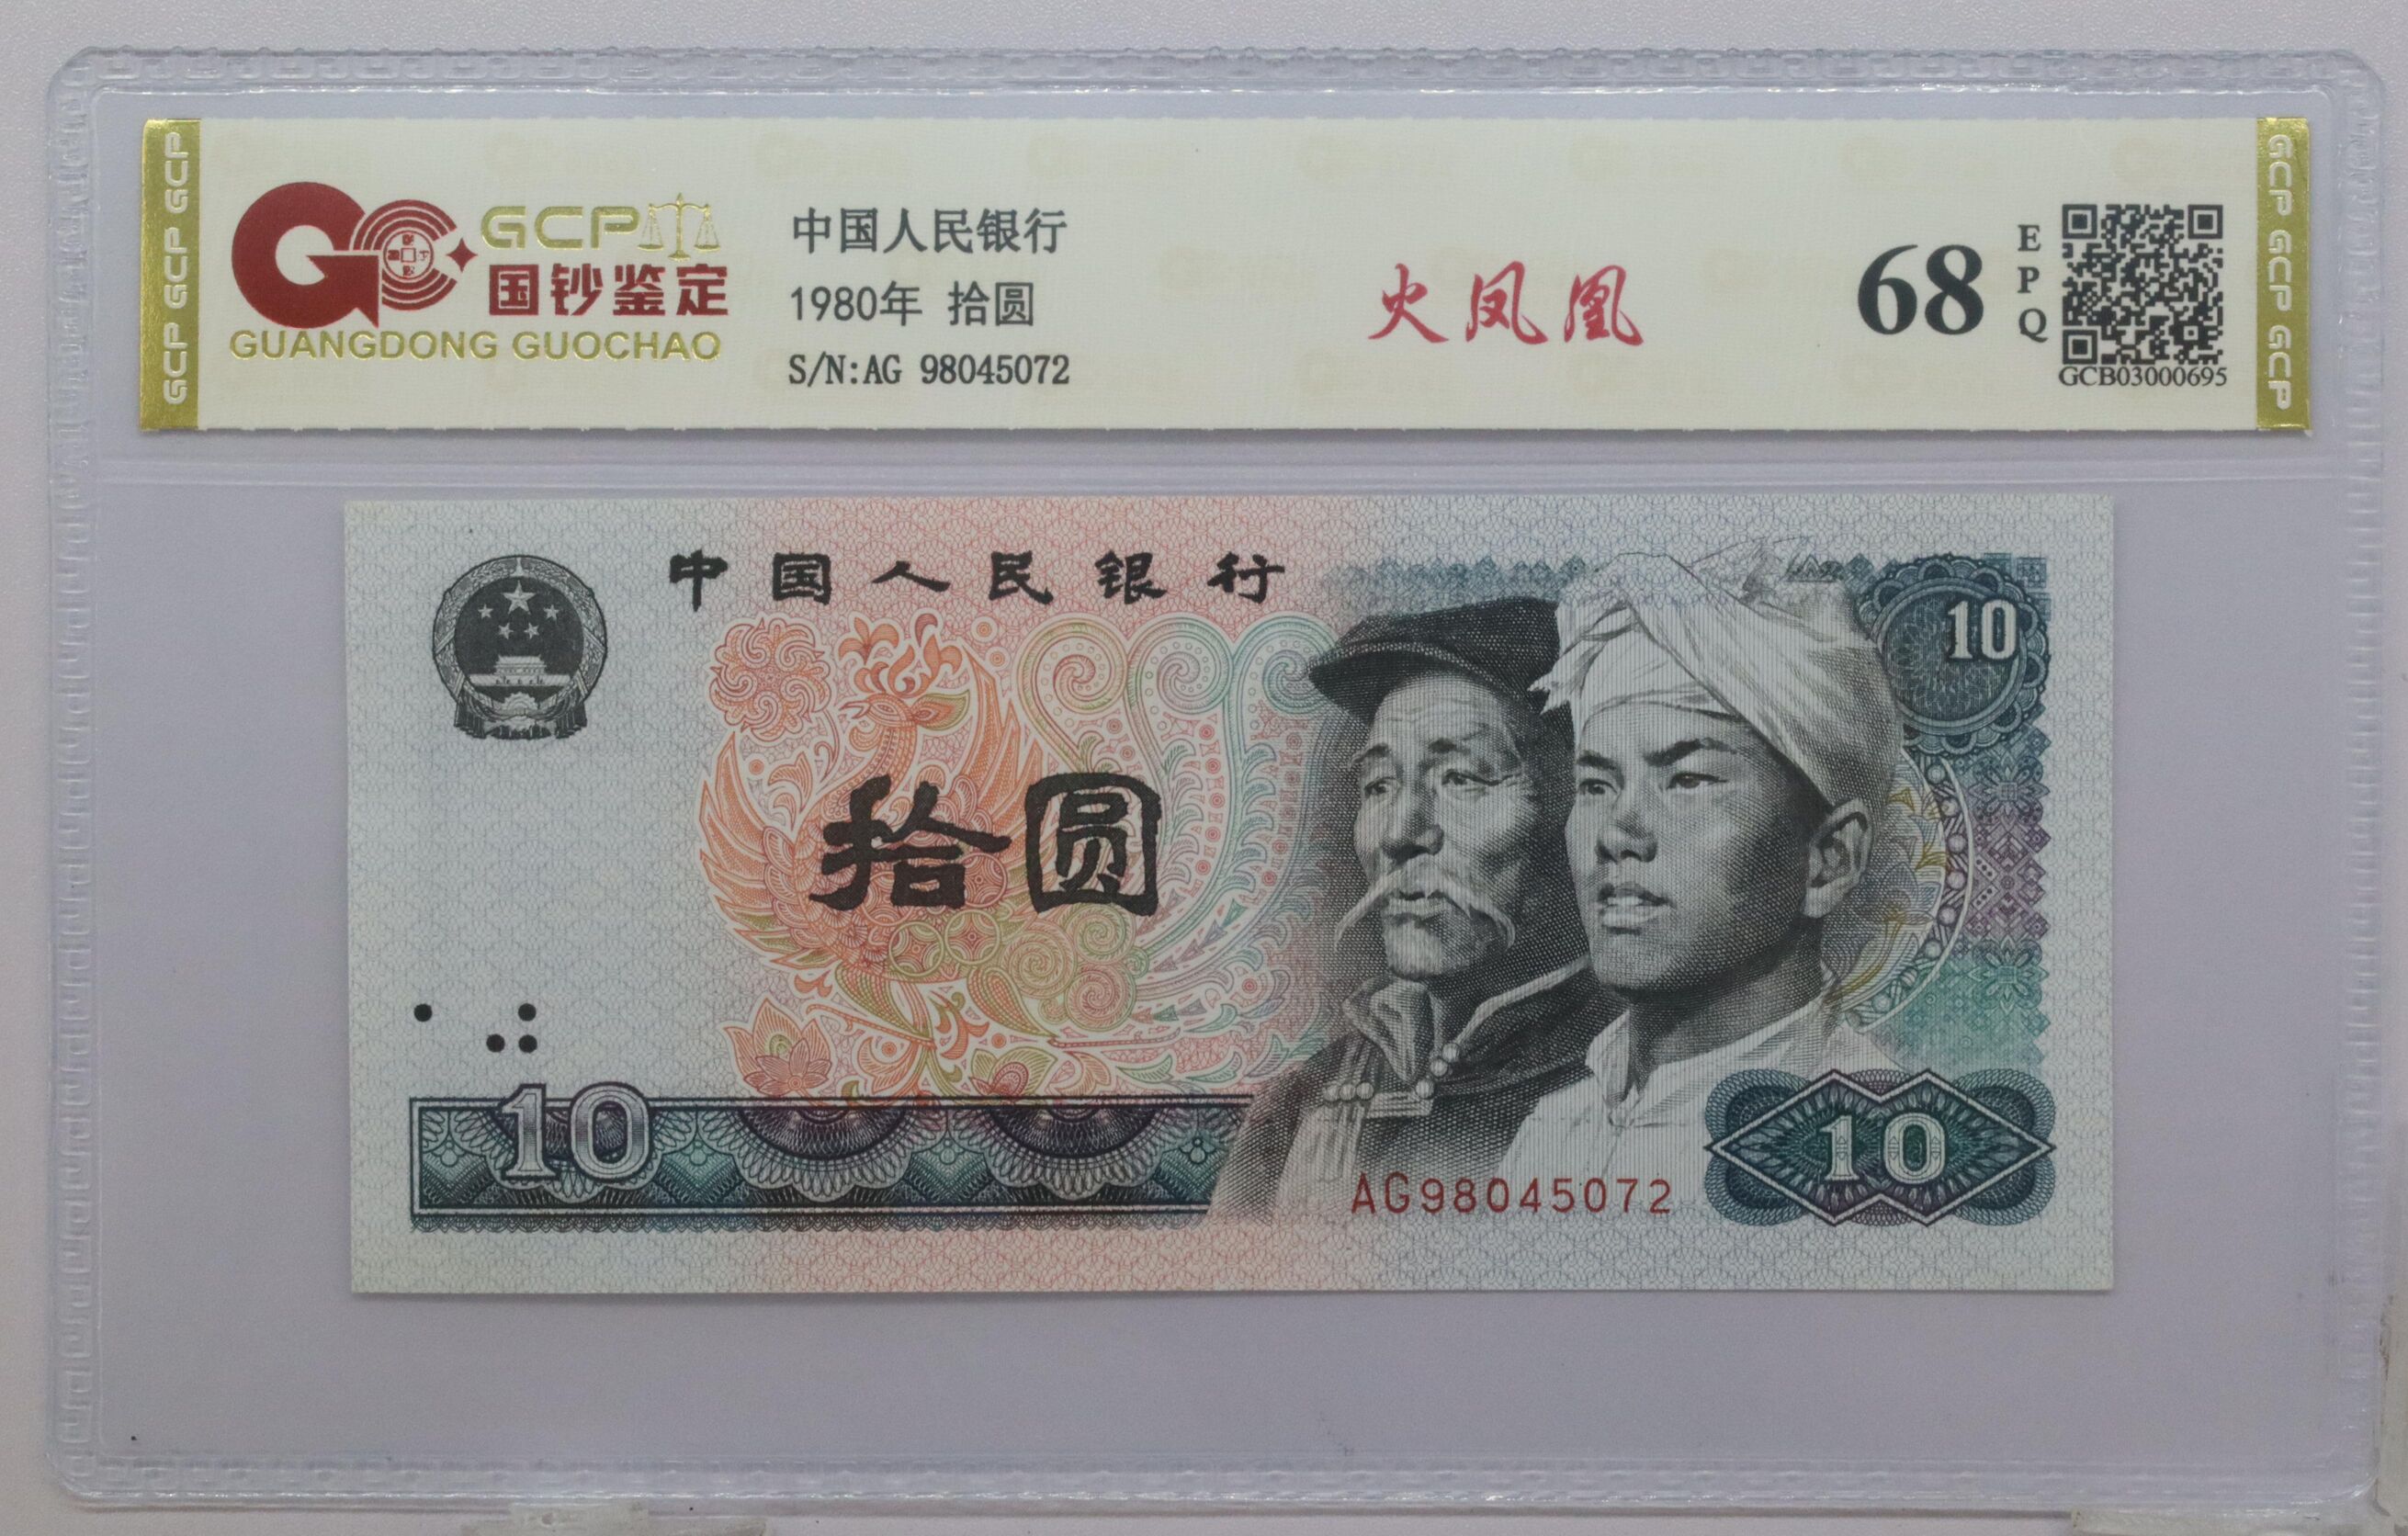 GCP GCP GCP
GCP
国钞鉴定
GUANGDONG GUOCHAO
中国人民银行
1980年 拾圆
S/N:AG 98045072
火凤凰
68
EPQ
GCB03000695
GCP GCP GCP
中国人民银行
10
拾圆
10
AG98045072
10